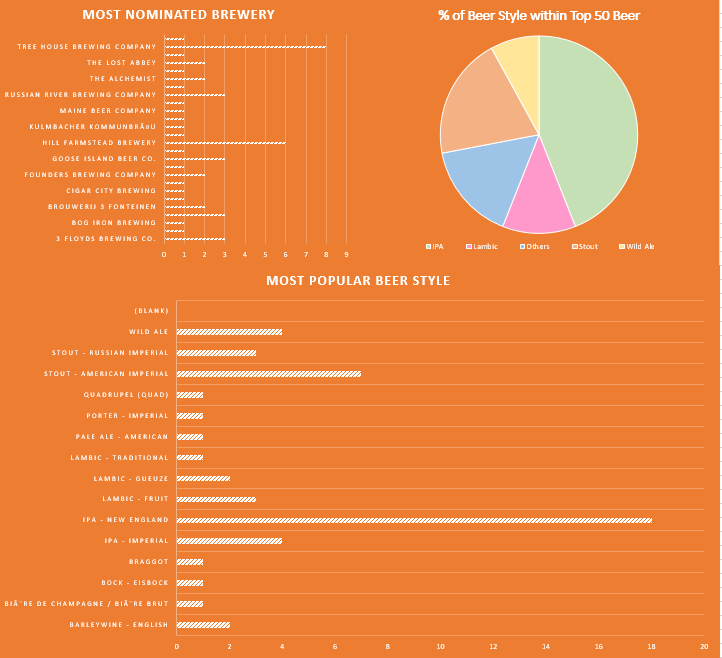 MOST NOMINATED BREWERY
TREE HOUSE BREWING COMPANY
THE LOST ABBEY
THE ALCHEMIST
RUSSIAN RIVER BREWING COMPANY
MAINE BEER COMPANY
KULMBACHER KOMMUNBRÃ¤U
HILL FARMSTEAD BREWERY
GOOSE ISLAND BEER CO.
FOUNDERS BREWING COMPANY
CIGAR CITY BREWING
BROUWERIJ 3 FONTEINEN
BOG IRON BREWING
3 FLOYDS BREWING CO.
0 1 2 3 4 5 6 7 8 9
% of Beer Style within Top 50 Beer
IPA Lambic Others Stout Wild Ale
MOST POPULAR BEER STYLE
(BLANK)
WILD ALE
STOUT - RUSSIAN IMPERIAL
STOUT - AMERICAN IMPERIAL
QUADRUPEL (QUAD)
PORTER - IMPERIAL
PALE ALE - AMERICAN
LAMBIC - TRADITIONAL
LAMBIC - GUEUZE
LAMBIC - FRUIT
IPA - NEW ENGLAND
IPA - IMPERIAL
BRAGGOT
BOCK - EISBOCK
BIÃ¨RE DE CHAMPAGNE / BIÃ¨RE BRUT
BARLEYWINE - ENGLISH
0 2 4 6 8 10 12 14 16 18 20